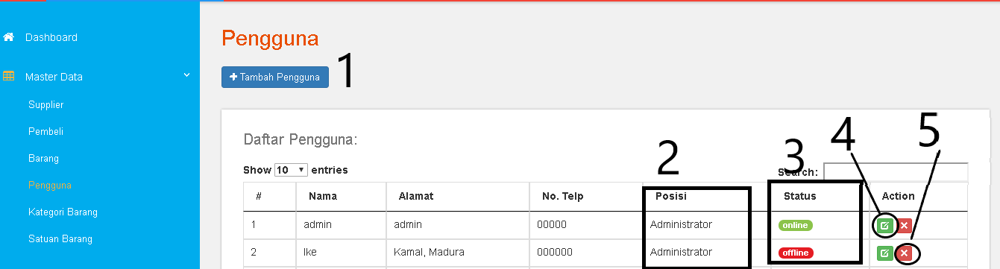 Dashboard
Master Data
Supplier
Pembeli
Barang
Pengguna
Kategori Barang
Satuan Barang
Pengguna
Tambah Pengguna 1
Daftar Pengguna:
2 3 4 5
Show 10 entries Search:
# Nama Alamat No. Telp Posisi Status Action
1 admin admin 00000 Administrator online
2 Ike Kamal, Madura 000000 Administrator offline